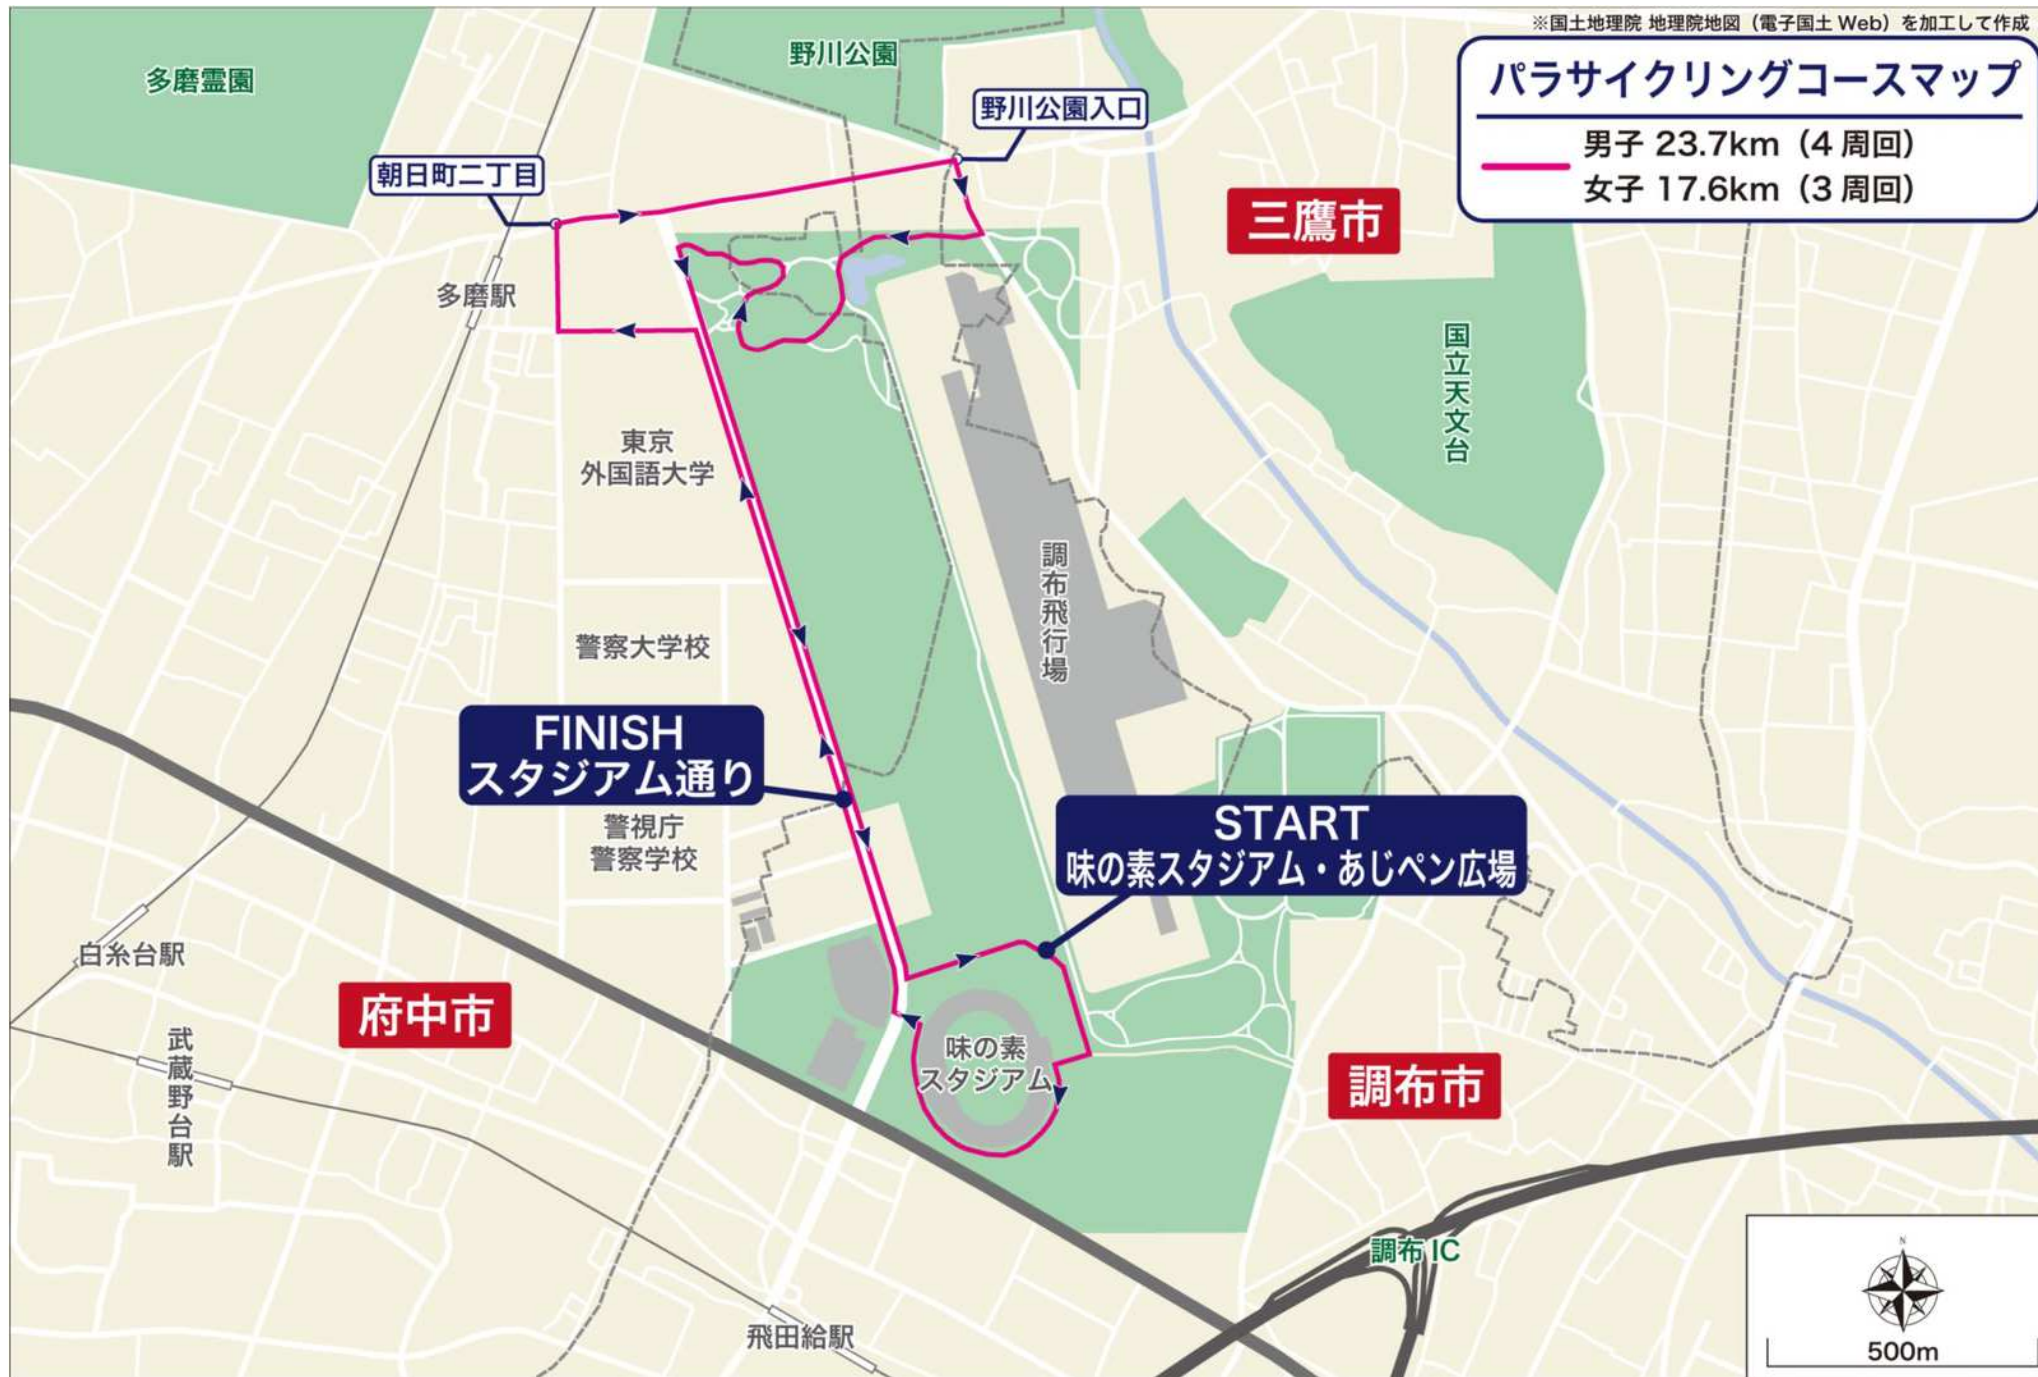 ※国土地理院 地理院地図（電子国土 Web）を加工して作成
パラサイクリングコースマップ
男子 23.7km（4 周回）
女子 17.6km（3 周回）
多磨霊園
野川公園
野川公園入口
朝日町二丁目
三鷹市
多磨駅
国立天文台
東京
外国語大学
調布飛行場
警察大学校
FINISH
スタジアム通り
START
味の素スタジアム・あじペン広場
警視庁
警察学校
白糸台駅
府中市
武蔵野台駅
味の素
スタジアム
調布市
調布 IC
飛田給駅
N
500m